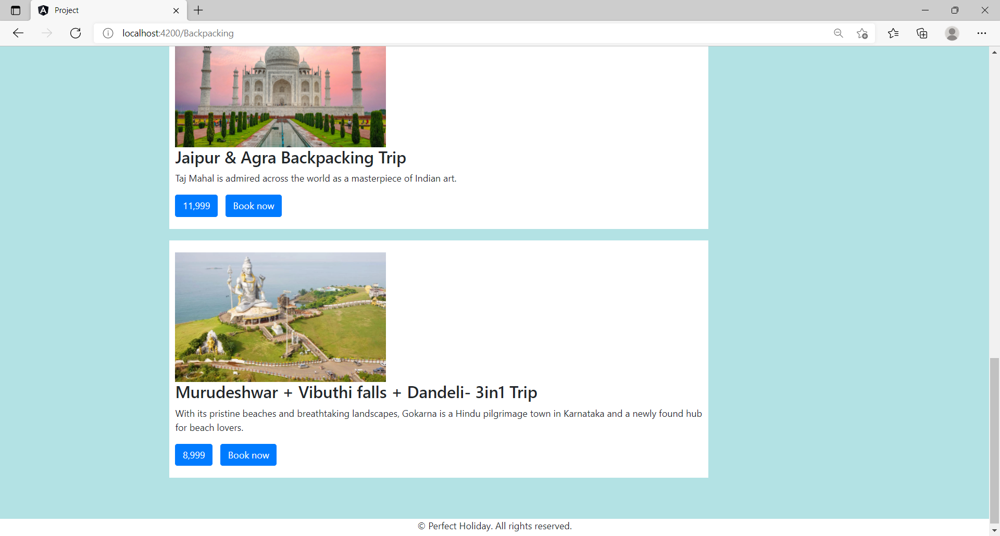 Project
localhost:4200/Backpacking
Jaipur & Agra Backpacking Trip
Taj Mahal is admired across the world as a masterpiece of Indian art.
11,999 Book now
Murudeshwar + Vibuthi falls + Dandeli- 3in1 Trip
With its pristine beaches and breathtaking landscapes, Gokarna is a Hindu pilgrimage town in Karnataka and a newly found hub
for beach lovers.
8,999 Book now
© Perfect Holiday. All rights reserved.